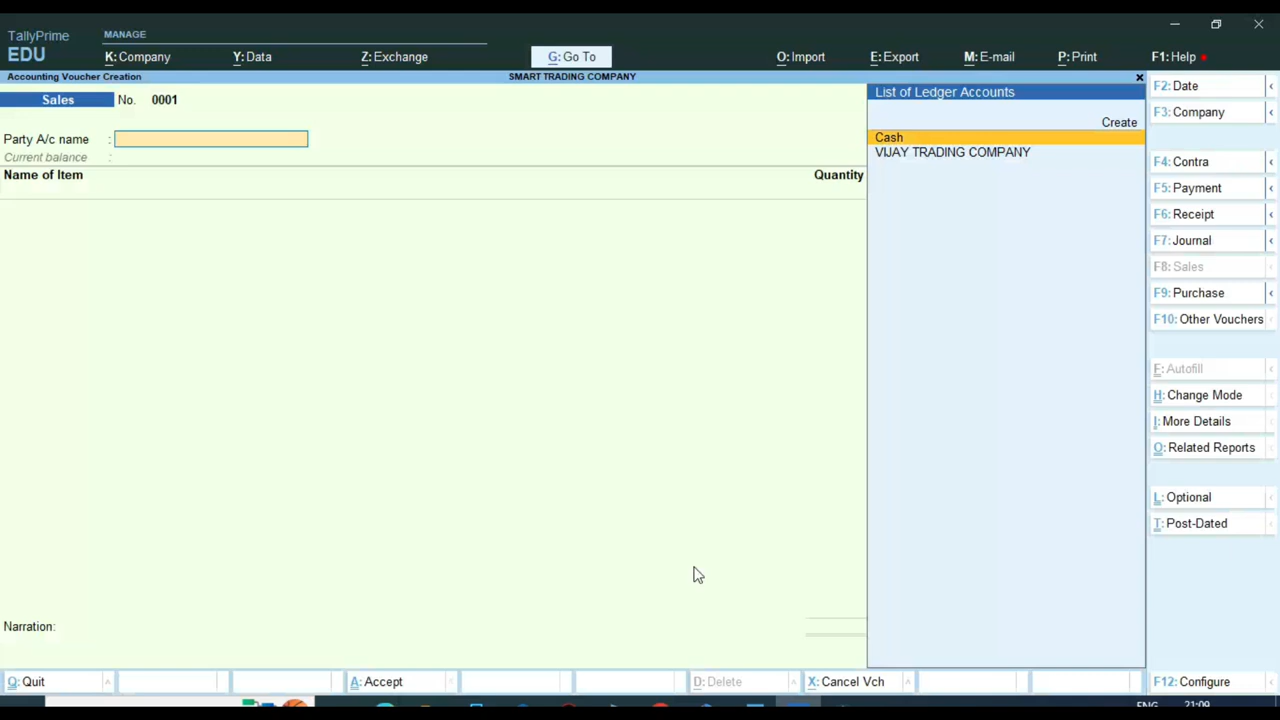 TallyPrime
EDU
MANAGE
K: Company
Y: Data
Z: Exchange
G: Go To
O: Import
E: Export
M: E-mail
P: Print
F1: Help
Accounting Voucher Creation
SMART TRADING COMPANY
Sales No. 0001
Party A/c name :
Current balance :
Name of Item
Quantity
List of Ledger Accounts
Create
Cash
VIJAY TRADING COMPANY
F2: Date
F3: Company
F4: Contra
F5: Payment
F6: Receipt
F7: Journal
F8: Sales
F9: Purchase
F10: Other Vouchers
F: Autofill
H: Change Mode
I: More Details
O: Related Reports
L: Optional
T: Post-Dated
Narration:
Q: Quit
A: Accept
D: Delete
X: Cancel Vch
F12: Configure
ENG
21:09